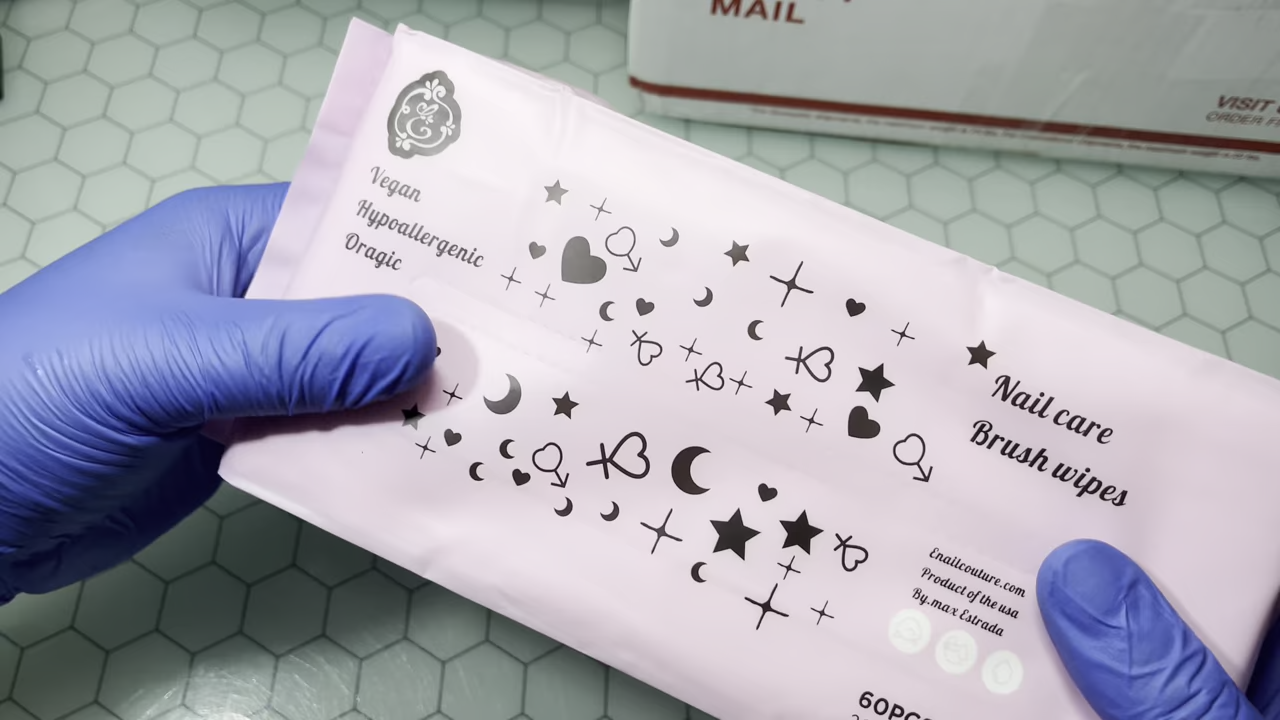 MAIL
VISIT
ORDER
Vegan
Hypoallergenic
Oragic
Nail care
Brush wipes
Enailcouture.com
Product of the usa
By.max Estrada
60PC